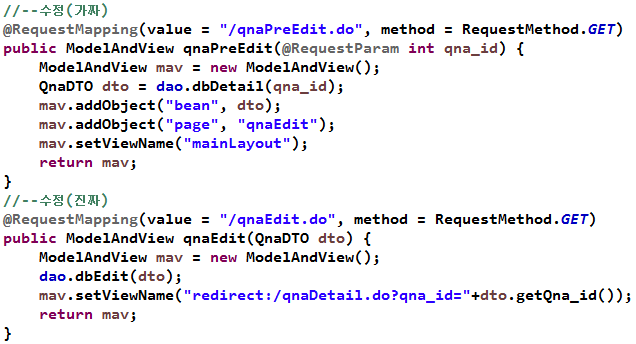 //--수정(가짜)
@RequestMapping(value = "/qnaPreEdit.do", method = RequestMethod.GET)
public ModelAndView qnaPreEdit(@RequestParam int qna_id) {
    ModelAndView mav = new ModelAndView();
    QnaDTO dto = dao.dbDetail(qna_id);
    mav.addObject("bean", dto);
    mav.addObject("page", "qnaEdit");
    mav.setViewName("mainLayout");
    return mav;
}
//--수정(진짜)
@RequestMapping(value = "/qnaEdit.do", method = RequestMethod.GET)
public ModelAndView qnaEdit(QnaDTO dto) {
    ModelAndView mav = new ModelAndView();
    dao.dbEdit(dto);
    mav.setViewName("redirect:/qnaDetail.do?qna_id="+dto.getQna_id());
    return mav;
}